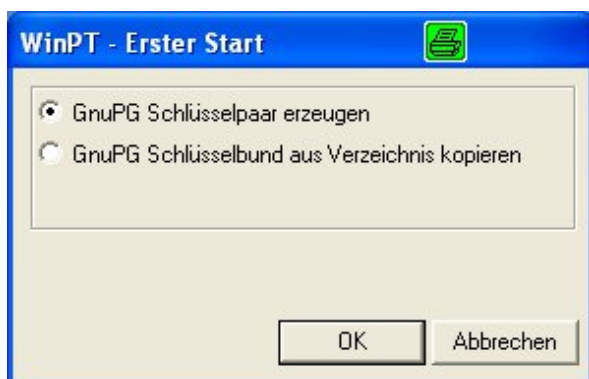 WinPT - Erster Start
GnuPG Schlüsselpaar erzeugen
GnuPG Schlüsselbund aus Verzeichnis kopieren
OK
Abbrechen